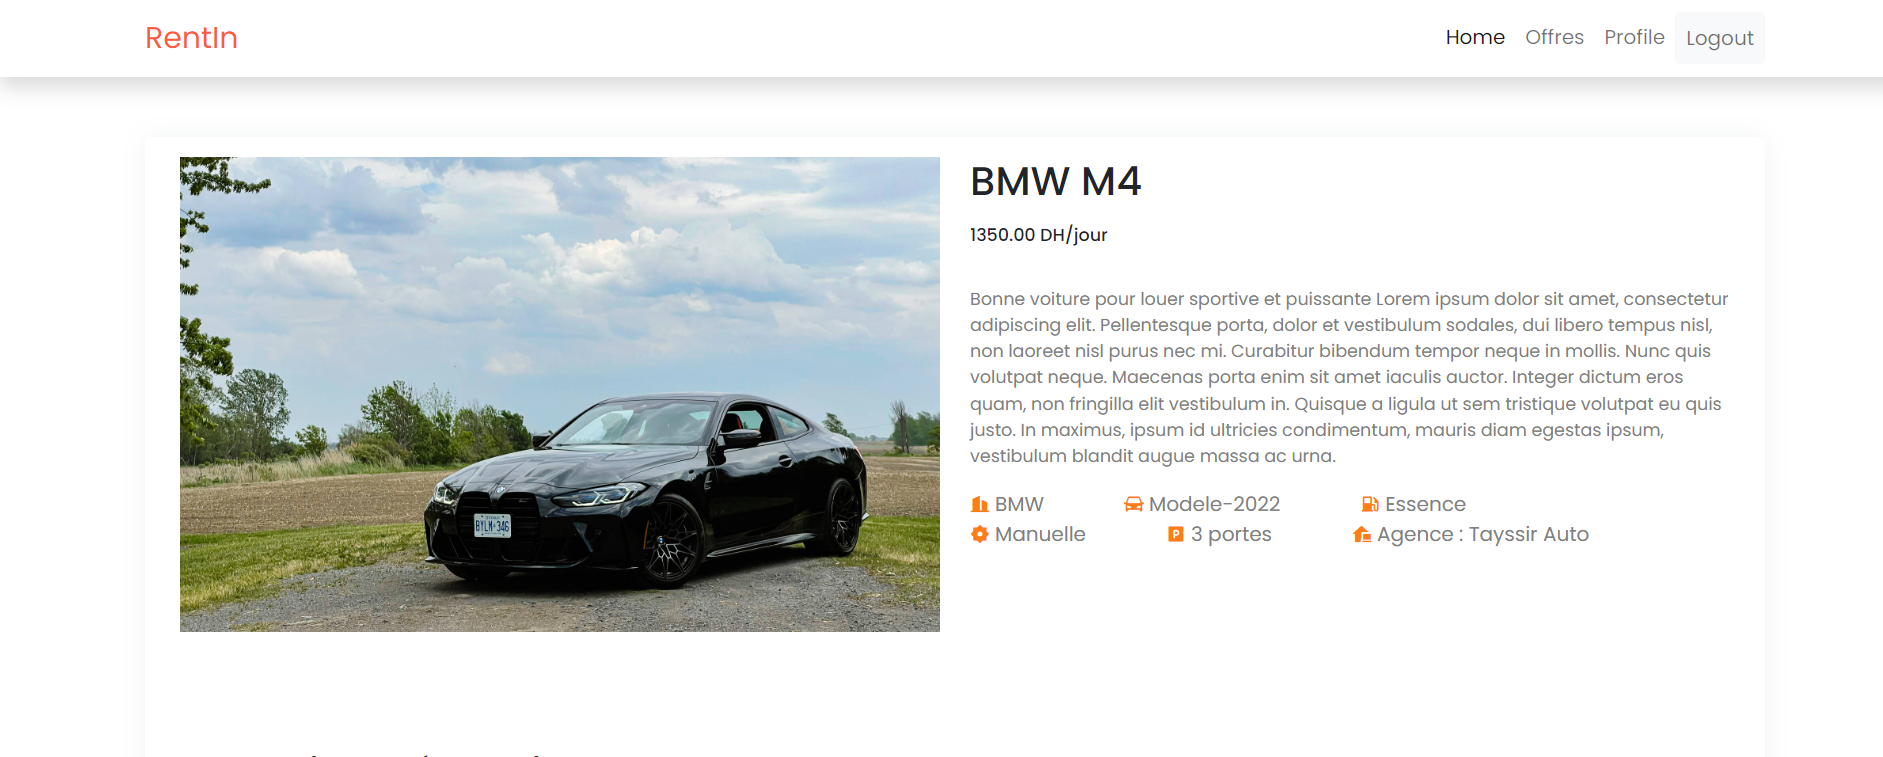 RentIn
Home Offres Profile Logout
BMW M4
1350.00 DH/jour
Bonne voiture pour louer sportive et puissante Lorem ipsum dolor sit amet, consectetur
adipiscing elit. Pellentesque porta, dolor et vestibulum sodales, dui libero tempus nisl,
non laoreet nisl purus nec mi. Curabitur bibendum tempor neque in mollis. Nunc quis
volutpat neque. Maecenas porta enim sit amet iaculis auctor. Integer dictum eros
quam, non fringilla elit vestibulum in. Quisque a ligula ut sem tristique volutpat eu quis
justo. In maximus, ipsum id ultricies condimentum, mauris diam egestas ipsum,
vestibulum blandit augue massa ac urna.
BMW Modele-2022 Essence
Manuelle 3 portes Agence : Tayssir Auto
BYLM·346